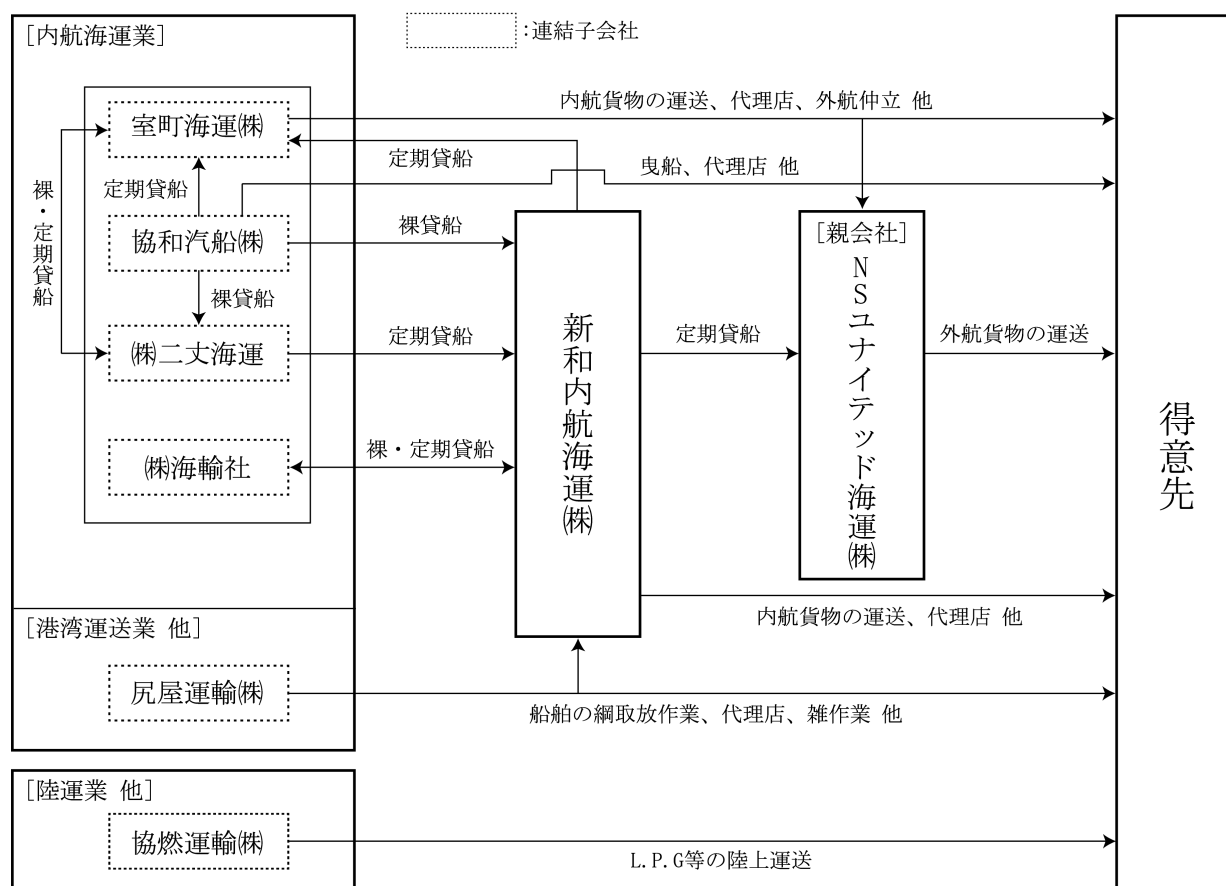 [内航海運業]
:連結子会社
室町海運㈱
内航貨物の運送、代理店、外航仲立 他
定期貸船
曳船、代理店 他
裸・定期貸船
定期貸船
協和汽船㈱
裸貸船
裸貸船
㈱二丈海運
定期貸船
㈱海輸社
裸・定期貸船
新和内航海運㈱
定期貸船
[親会社]
NSユナイテッド海運㈱
外航貨物の運送
得意先
内航貨物の運送、代理店 他
[港湾運送業 他]
尻屋運輸㈱
船舶の綱取放作業、代理店、雑作業 他
[陸運業 他]
協燃運輸㈱
L.P.G等の陸上運送